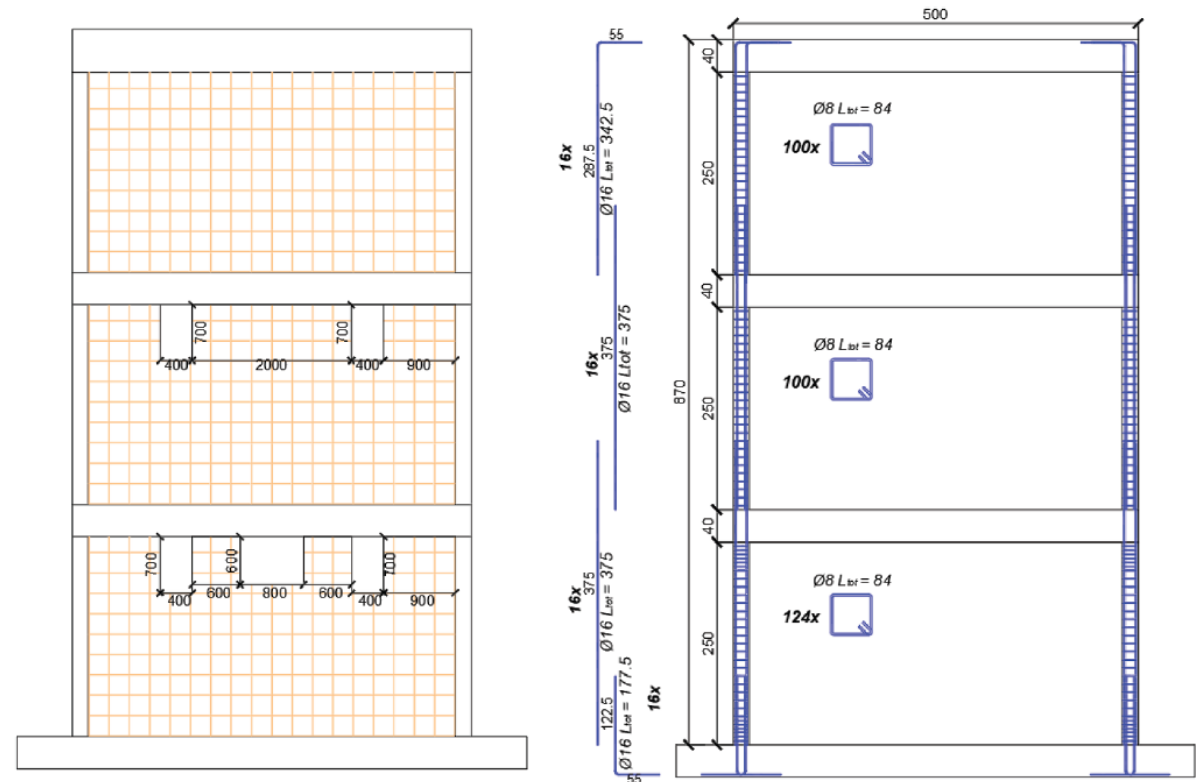 700
700
400
2000
400
900
700
600
700
400
600
800
600
400
900
55
16x
287.5
Ø16 Ltot = 342.5
16x
375
Ø16 Ltot = 375
16x
375
Ø16 Ltot = 375
122.5
Ø16 Ltot = 177.5
16x
55
500
40
250
40
250
40
250
870
Ø8 Ltot = 84
100x
Ø8 Ltot = 84
100x
Ø8 Ltot = 84
124x